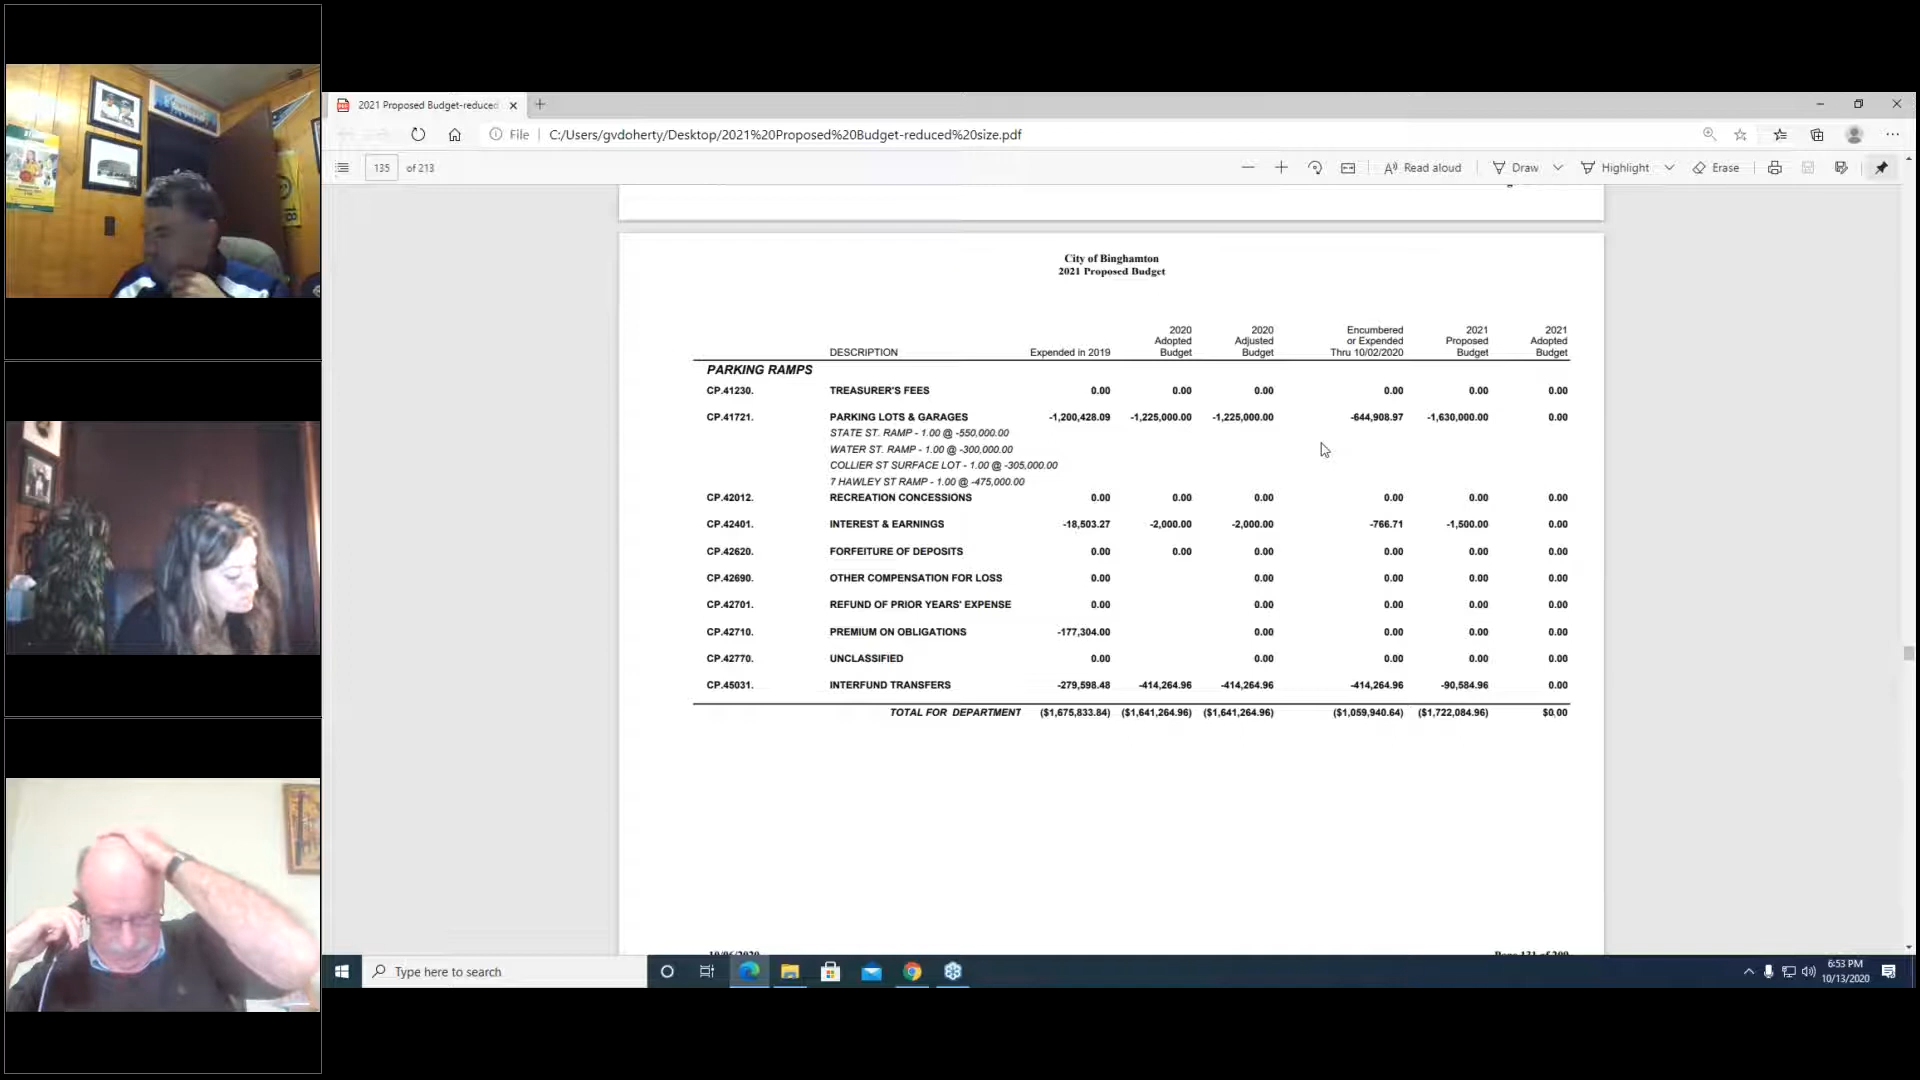 2021 Proposed Budget-reduced
File C:/Users/gvdoherty/Desktop/2021%20Proposed%20Budget-reduced%20size.pdf
135 of 213
Read aloud Draw Highlight Erase
City of Binghamton
2021 Proposed Budget
2020 2020 Encumbered 2021 2021
Adopted Adjusted or Expended Proposed Adopted
DESCRIPTION Expended in 2019 Budget Budget Thru 10/02/2020 Budget Budget
PARKING RAMPS
CP.41230. TREASURER'S FEES 0.00 0.00 0.00 0.00 0.00 0.00
CP.41721. PARKING LOTS & GARAGES -1,200,428.09 -1,225,000.00 -1,225,000.00 -644,908.97 -1,630,000.00 0.00
STATE ST. RAMP - 1.00 @ -550,000.00
WATER ST. RAMP - 1.00 @ -300,000.00
COLLIER ST SURFACE LOT - 1.00 @ -305,000.00
7 HAWLEY ST RAMP - 1.00 @ -475,000.00
CP.42012. RECREATION CONCESSIONS 0.00 0.00 0.00 0.00 0.00 0.00
CP.42401. INTEREST & EARNINGS -18,503.27 -2,000.00 -2,000.00 -766.71 -1,500.00 0.00
CP.42620. FORFEITURE OF DEPOSITS 0.00 0.00 0.00 0.00 0.00 0.00
CP.42690. OTHER COMPENSATION FOR LOSS 0.00 0.00 0.00 0.00 0.00
CP.42701. REFUND OF PRIOR YEARS' EXPENSE 0.00 0.00 0.00 0.00 0.00
CP.42710. PREMIUM ON OBLIGATIONS -177,304.00 0.00 0.00 0.00 0.00
CP.42770. UNCLASSIFIED 0.00 0.00 0.00 0.00 0.00
CP.45031. INTERFUND TRANSFERS -279,598.48 -414,264.96 -414,264.96 -414,264.96 -90,584.96 0.00
TOTAL FOR DEPARTMENT ($1,675,833.84) ($1,641,264.96) ($1,641,264.96) ($1,059,940.64) ($1,722,084.96) $0.00
Type here to search
6:53 PM
10/13/2020